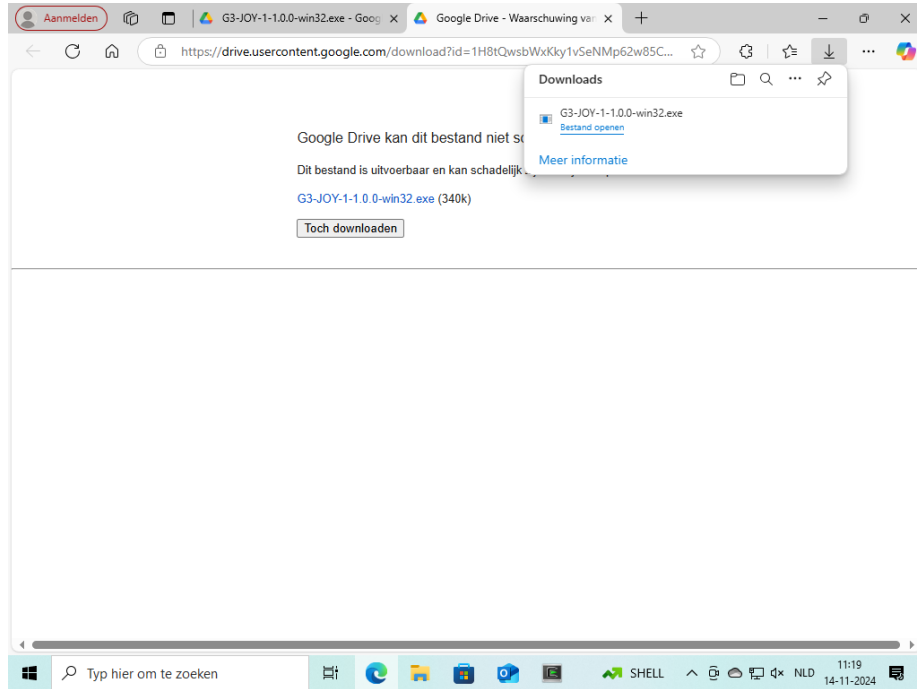 Aanmelden
G3-JOY-1-1.0.0-win32.exe - Goog
Google Drive - Waarschuwing var
https://drive.usercontent.google.com/download?id=1H8tQwsbWxKky1vSeNMp62w85C...
Downloads
G3-JOY-1-1.0.0-win32.exe
Bestand openen
Meer informatie
Google Drive kan dit bestand niet sc
Dit bestand is uitvoerbaar en kan schadelijk
G3-JOY-1-1.0.0-win32.exe (340k)
Toch downloaden
Typ hier om te zoeken
SHELL
NLD
11:19
14-11-2024